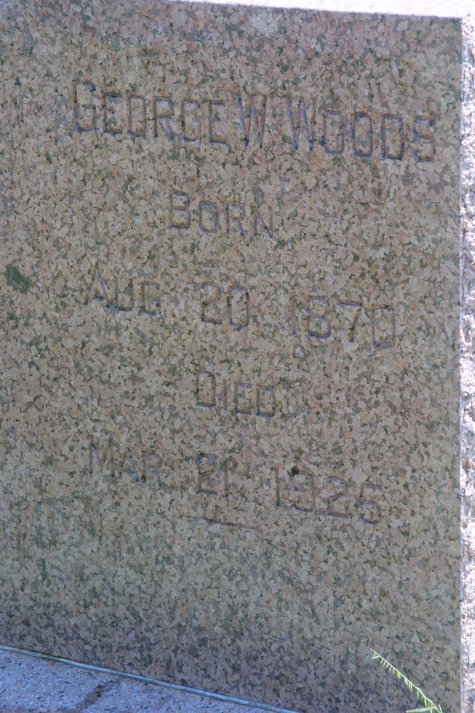 GEORGE W. WOODS
BORN
AUG 20. 1870
DIED
MAR. 21. 1925